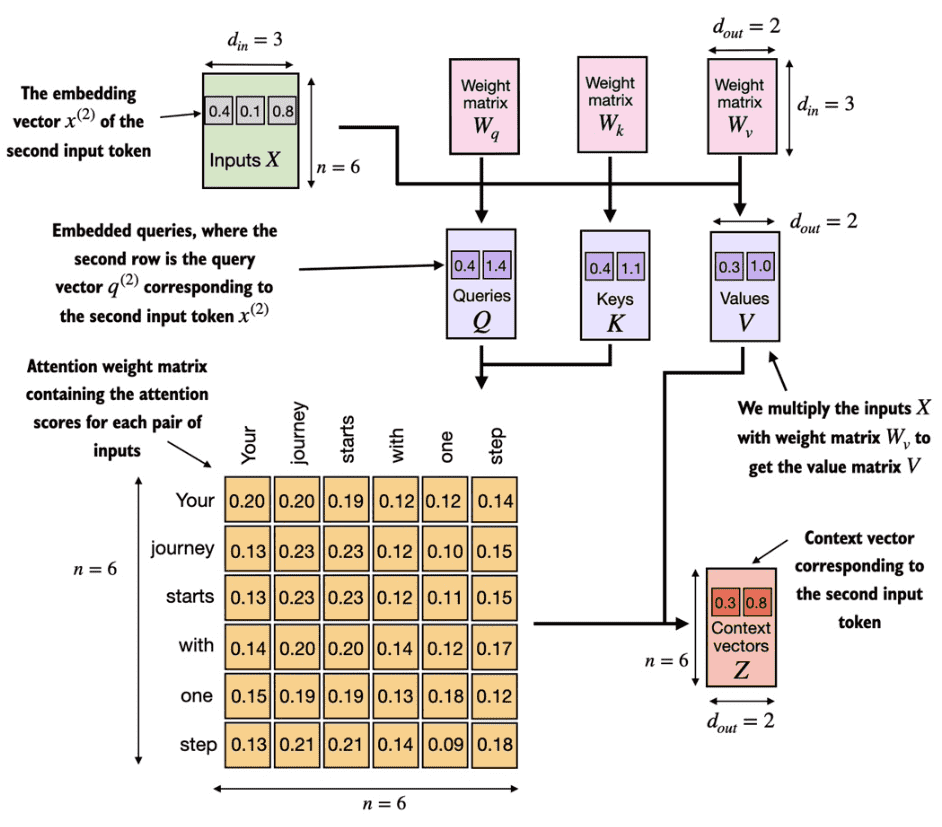 d_in = 3
The embedding
vector x^(2) of the
second input token
0.4 0.1 0.8
Inputs X
n = 6
Weight
matrix
W_q
Weight
matrix
W_k
d_out = 2
Weight
matrix
W_v
d_in = 3
Embedded queries, where the
second row is the query
vector q^(2) corresponding to
the second input token x^(2)
0.4 1.4
Queries
Q
0.4 1.1
Keys
K
d_out = 2
0.3 1.0
Values
V
We multiply the inputs X
with weight matrix W_v to
get the value matrix V
Attention weight matrix
containing the attention
scores for each pair of
inputs
Your journey starts with one step
Your 0.20 0.20 0.19 0.12 0.12 0.14
journey 0.13 0.23 0.23 0.12 0.10 0.15
starts 0.13 0.23 0.23 0.12 0.11 0.15
with 0.14 0.20 0.20 0.14 0.12 0.17
one 0.15 0.19 0.19 0.13 0.18 0.12
step 0.13 0.21 0.21 0.14 0.09 0.18
n = 6
n = 6
Context vector
corresponding to
the second input
token
0.3 0.8
Context
vectors
Z
n = 6
d_out = 2